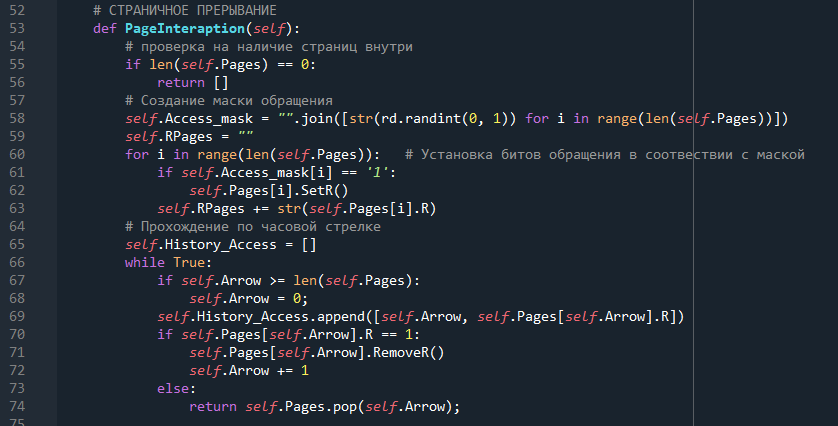 52 # СТРАНИЧНОЕ ПРЕРЫВАНИЕ
53 def PageInteraption(self):
54 # проверка на наличие страниц внутри
55 if len(self.Pages) == 0:
56 return []
57 # Создание маски обращения
58 self.Access_mask = "".join([str(rd.randint(0, 1)) for i in range(len(self.Pages))])
59 self.RPages = ""
60 for i in range(len(self.Pages)): # Установка битов обращения в соотвествии с маской
61 if self.Access_mask[i] == '1':
62 self.Pages[i].SetR()
63 self.RPages += str(self.Pages[i].R)
64 # Прохождение по часовой стрелке
65 self.History_Access = []
66 while True:
67 if self.Arrow >= len(self.Pages):
68 self.Arrow = 0;
69 self.History_Access.append([self.Arrow, self.Pages[self.Arrow].R])
70 if self.Pages[self.Arrow].R == 1:
71 self.Pages[self.Arrow].RemoveR()
72 self.Arrow += 1
73 else:
74 return self.Pages.pop(self.Arrow);
75